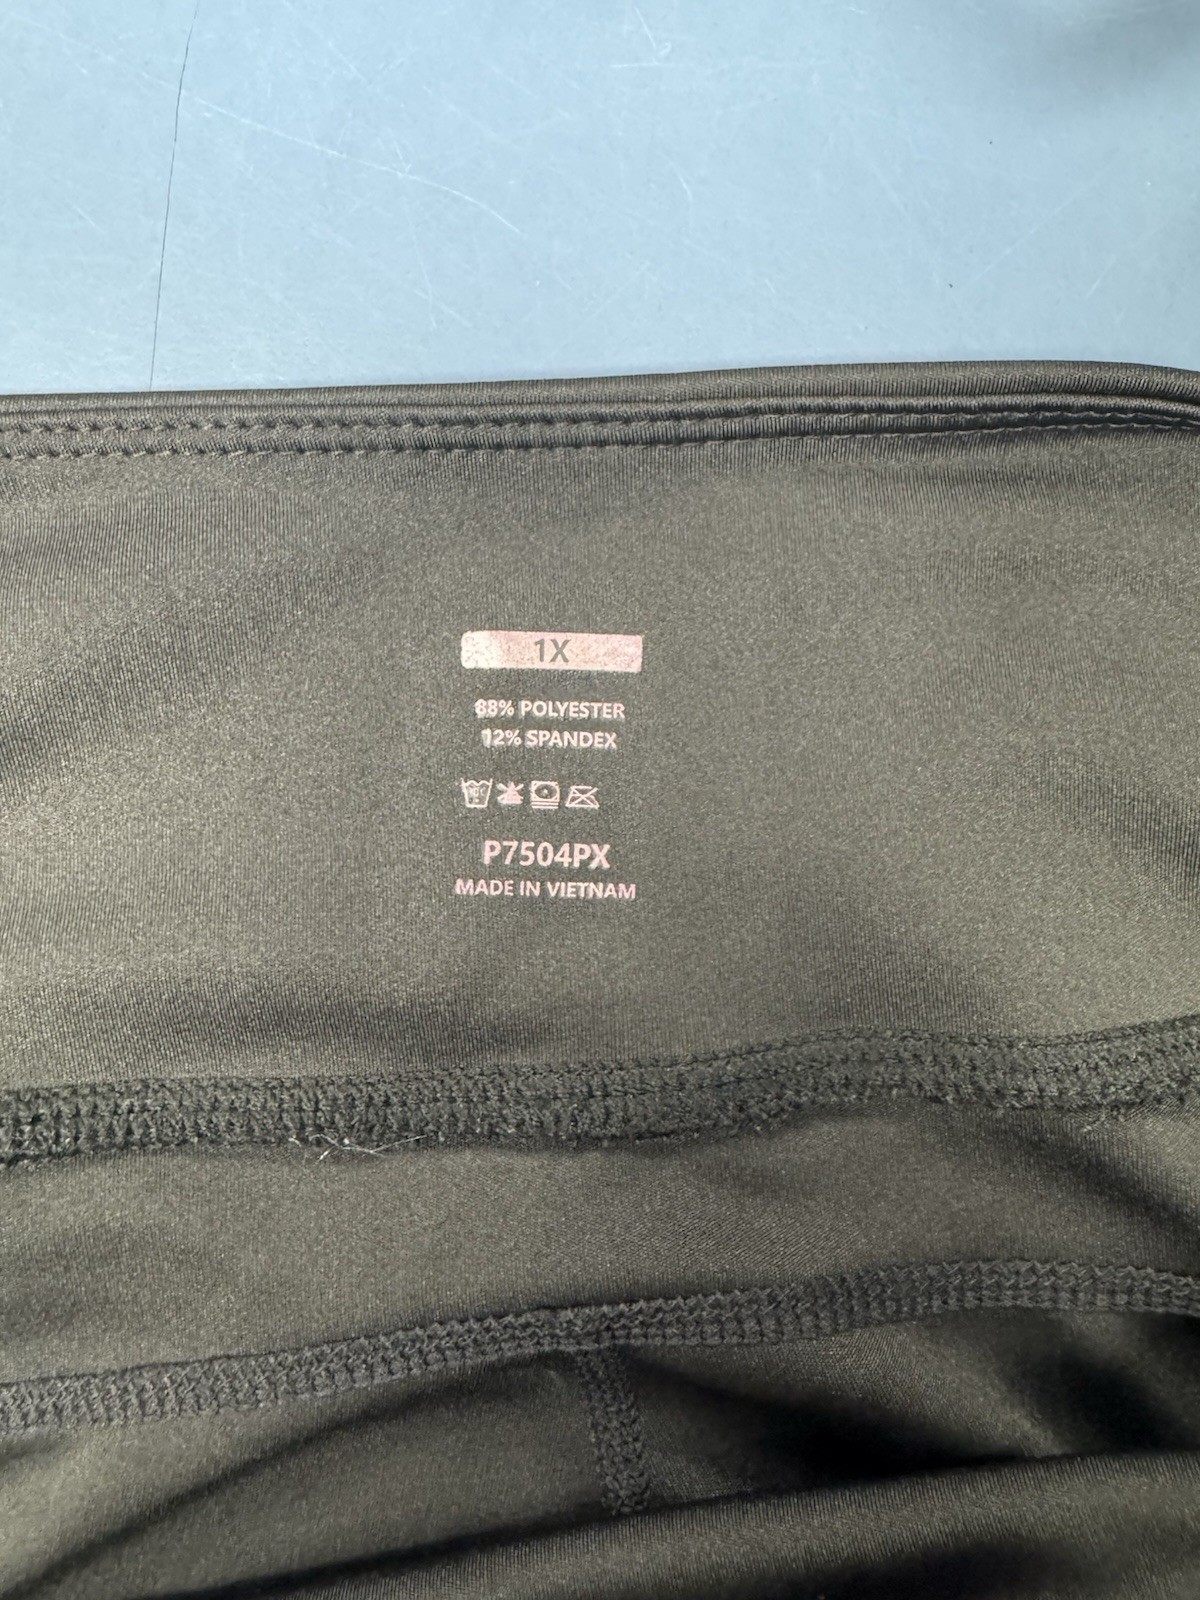 1X
88% POLYESTER
12% SPANDEX
P7504PX
MADE IN VIETNAM